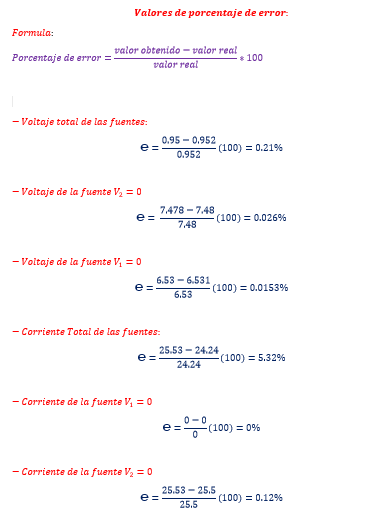 Valores de porcentaje de error:
Formula:
Porcentaje de error = \frac{valor obtenido − valor real}{valor real} * 100
− Voltaje total de las fuentes:
e = \frac{0.95 − 0.952}{0.952} (100) = 0.21%
− Voltaje de la fuente V_2 = 0
e = \frac{7.478 − 7.48}{7.48} (100) = 0.026%
− Voltaje de la fuente V_1 = 0
e = \frac{6.53 − 6.531}{6.53} (100) = 0.0153%
− Corriente Total de las fuentes:
e = \frac{25.53 − 24.24}{24.24} (100) = 5.32%
− Corriente de la fuente V_1 = 0
e = \frac{0 − 0}{0} (100) = 0%
− Corriente de la fuente V_2 = 0
e = \frac{25.53 − 25.5}{25.5} (100) = 0.12%